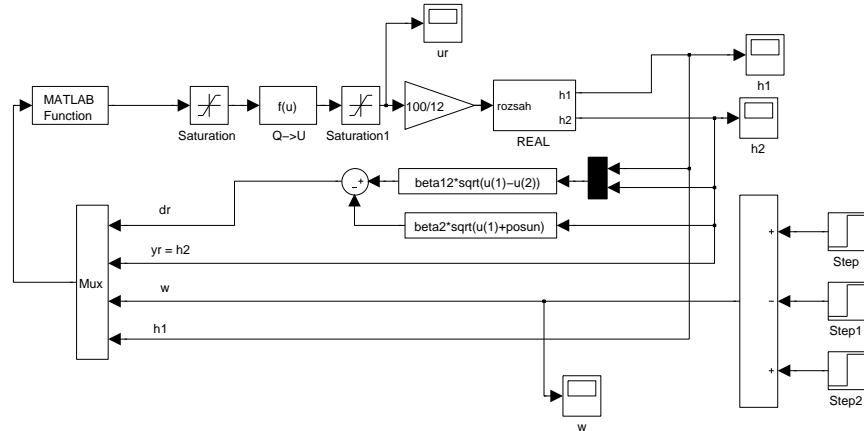 ur
h1
h2
MATLAB
Function
Saturation
f(u)
Q->U
Saturation1
100/12
rozsah
h1
h2
REAL
beta12*sqrt(u(1)−u(2))
+
−
beta2*sqrt(u(1)+posun)
dr
yr = h2
Mux
w
h1
w
+
−
+
Step
Step1
Step2